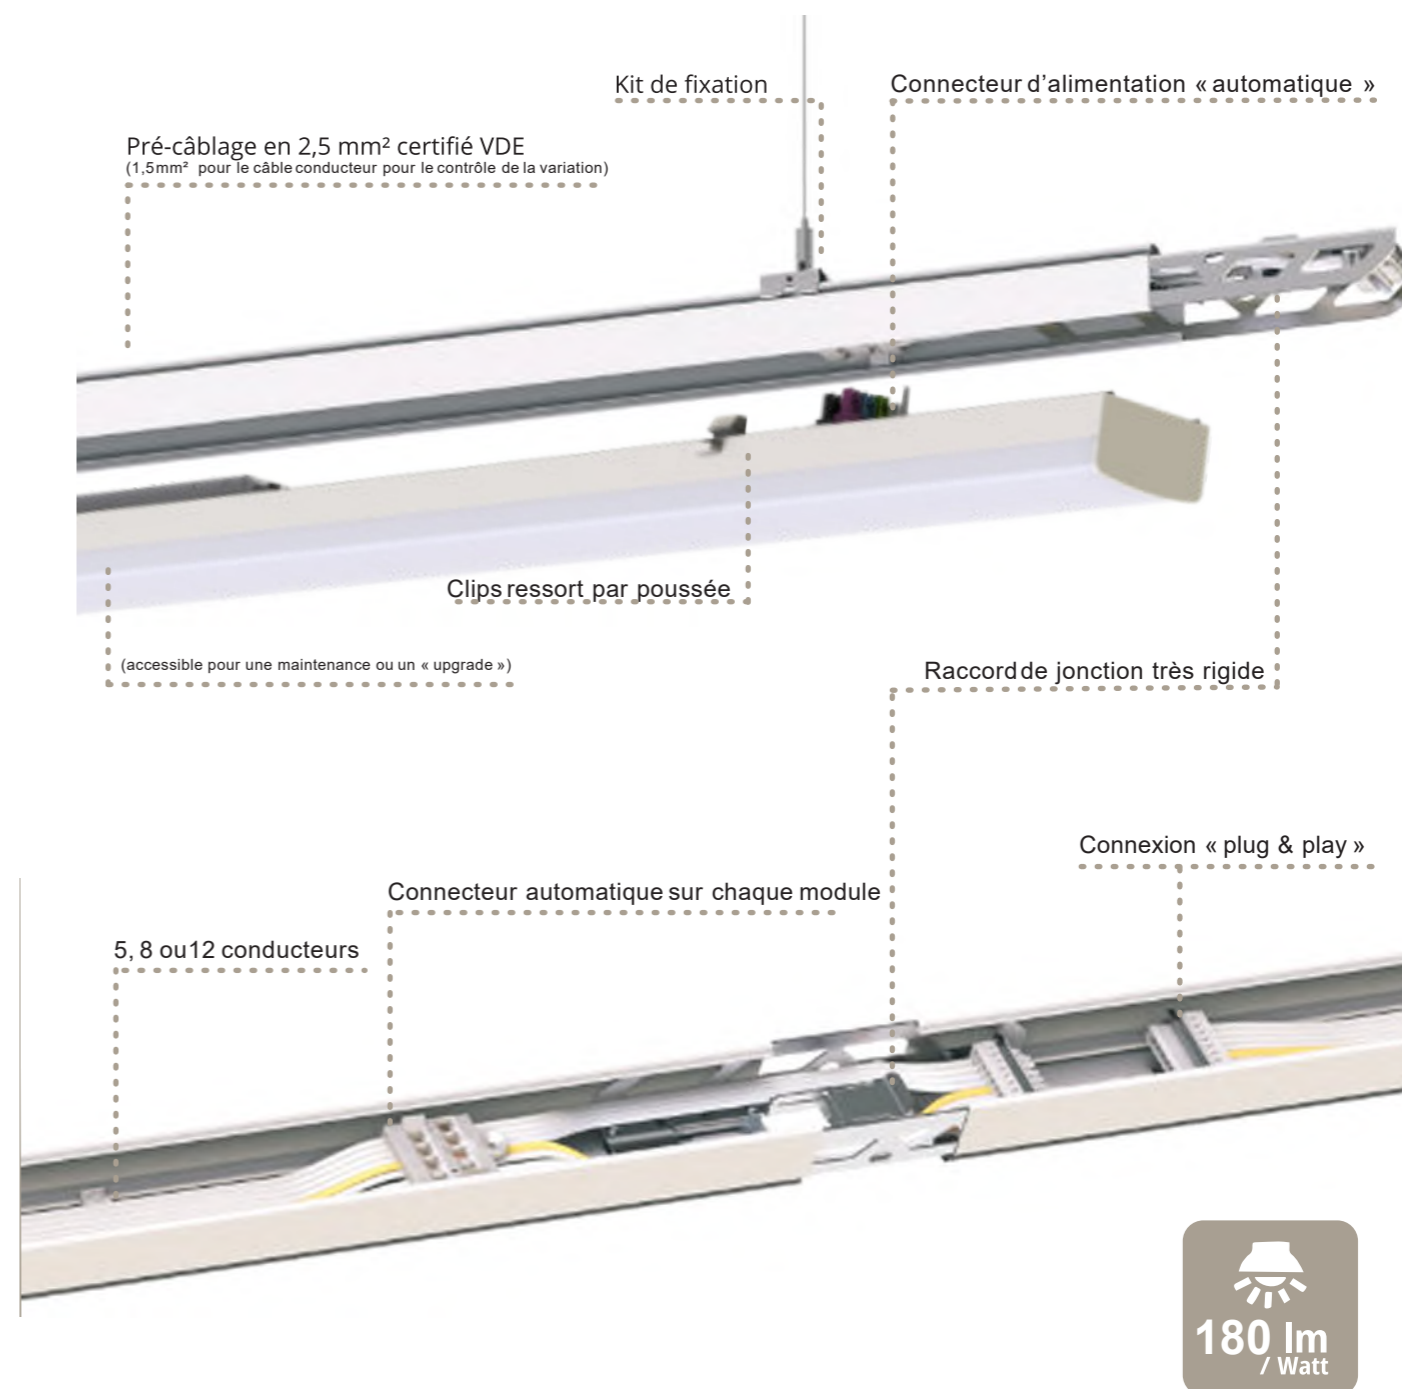 Kit de fixation
Connecteur d’alimentation « automatique »
Pré-câblage en 2,5 mm² certifié VDE
(1,5mm² pour le câble conducteur pour le contrôle de la variation)
Clips ressort par poussée
(accessible pour une maintenance ou un « upgrade »)
Raccord de jonction très rigide
Connexion « plug & play »
Connecteur automatique sur chaque module
5, 8 ou 12 conducteurs
180 lm
/ Watt